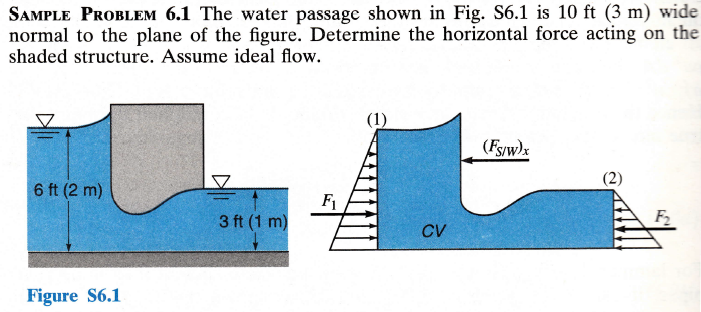 SAMPLE PROBLEM 6.1 The water passage shown in Fig. S6.1 is 10 ft (3 m) wide
normal to the plane of the figure. Determine the horizontal force acting on the
shaded structure. Assume ideal flow.
6 ft (2 m)
3 ft (1 m)
(1)
(FS/W)x
(2)
F1
F2
CV
Figure S6.1